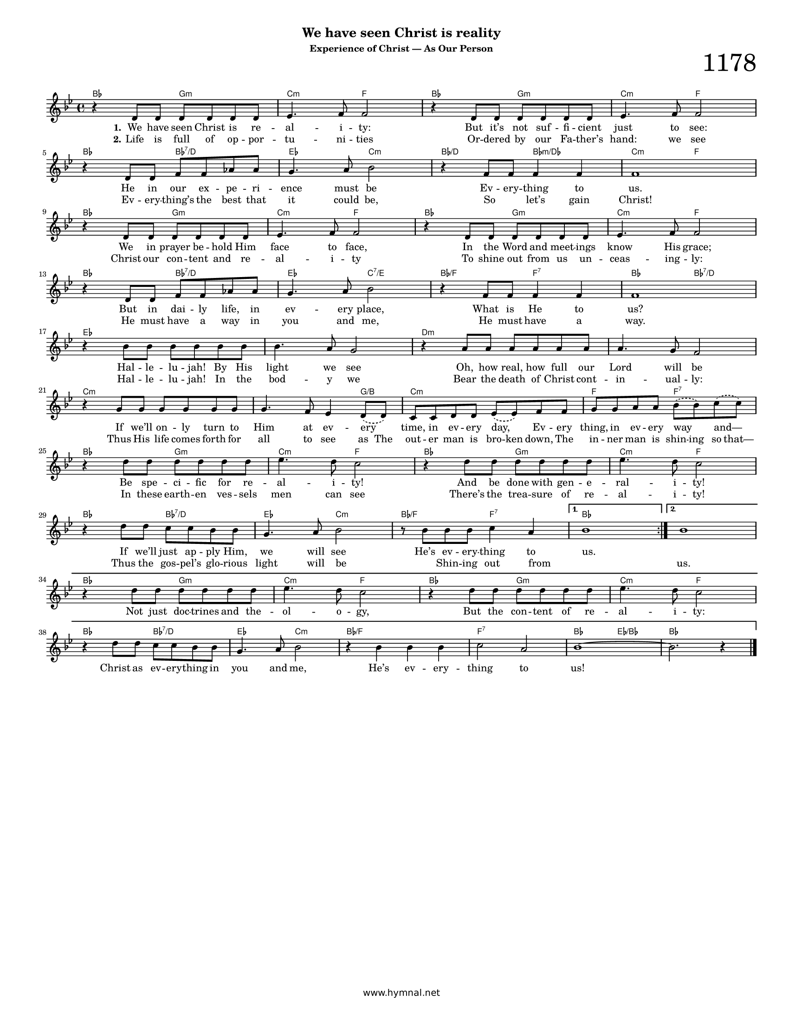 We have seen Christ is reality
Experience of Christ — As Our Person
1178
B♭ Gm Cm F B♭ Gm Cm F
1. We have seen Christ is re - al - i - ty: But it's not suf - fi - cient just to see:
2. Life is full of op - por - tu - ni - ties Or-dered by our Fa-ther's hand: we see
5 B♭ B♭7/D E♭ Cm B♭/D B♭m/D♭ Cm F
He in our ex - pe - ri - ence must be Ev - ery-thing to us.
Ev - ery-thing's the best that it could be, So let's gain Christ!
9 B♭ Gm Cm F B♭ Gm Cm F
We in prayer be - hold Him face to face, In the Word and meet-ings know His grace;
Christ our con - tent and re - al - i - ty To shine out from us un - ceas - ing - ly:
13 B♭ B♭7/D E♭ C7/E B♭/F F7 B♭ B♭7/D
But in dai - ly life, in ev - ery place, What is He to us?
He must have a way in you and me, He must have a way.
17 E♭ Dm
Hal - le - lu - jah! By His light we see Oh, how real, how full our Lord will be
Hal - le - lu - jah! In the bod - y we Bear the death of Christ cont - in - ual - ly:
21 Cm G/B Cm F F7
If we'll on - ly turn to Him at ev - ery time, in ev - ery day, Ev - ery thing, in ev - ery way and—
Thus His life comes forth for all to see as The out - er man is bro-ken down, The in - ner man is shin-ing so that—
25 B♭ Gm Cm F B♭ Gm Cm F
Be spe - ci - fic for re - al - i - ty! And be done with gen - e - ral - i - ty!
In these earth-en ves-sels men can see There's the trea-sure of re - al - i - ty!
29 B♭ B♭7/D E♭ Cm B♭/F F7 1. B♭ 2.
If we'll just ap - ply Him, we will see He's ev - ery-thing to us.
Thus the gos-pel's glo-rious light will be Shin-ing out from us.
34 B♭ Gm Cm F B♭ Gm Cm F
Not just doc-trines and the - ol - o - gy, But the con-tent of re - al - i - ty:
38 B♭ B♭7/D E♭ Cm B♭/F F7 B♭ E♭/B♭ B♭
Christ as ev-erything in you and me, He's ev - ery - thing to us!
www.hymnal.net